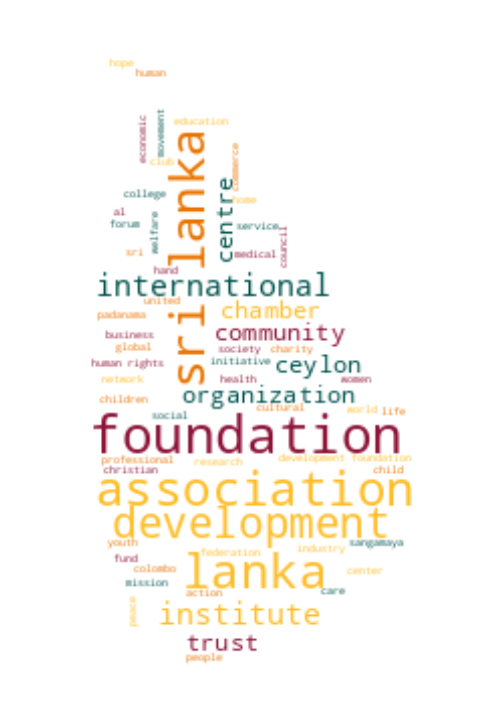 hope
human
economic
movement
education
club
sri lanka
commerce
centre
college
home
al
forum
welfare
service
council
sri
medical
hand
international
united
padanama
chamber
business
community
global
society
charity
human rights
initiative
ceylon
network
health
women
children
organization
cultural
world
life
social
foundation
professional
research
development
foundation
christian
child
association
development
youth
sangamaya
fund
federation
industry
colombo
lanka
center
mission
action
care
peace
institute
trust
people